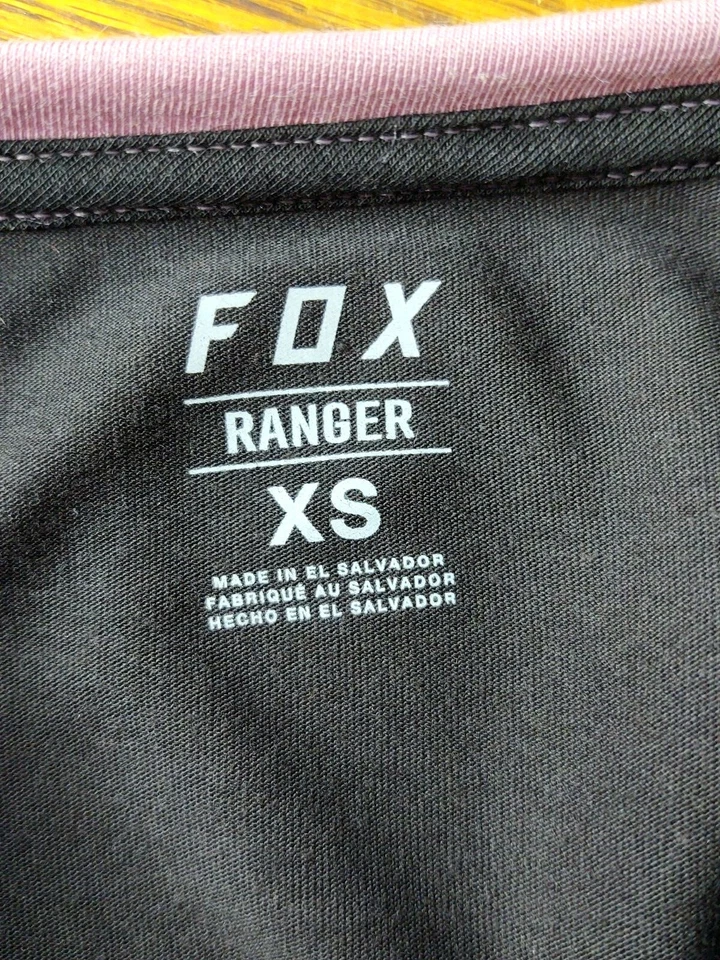 FOX
RANGER
XS
MADE IN EL SALVADOR
FABRIQUÉ AU SALVADOR
HECHO EN EL SALVADOR